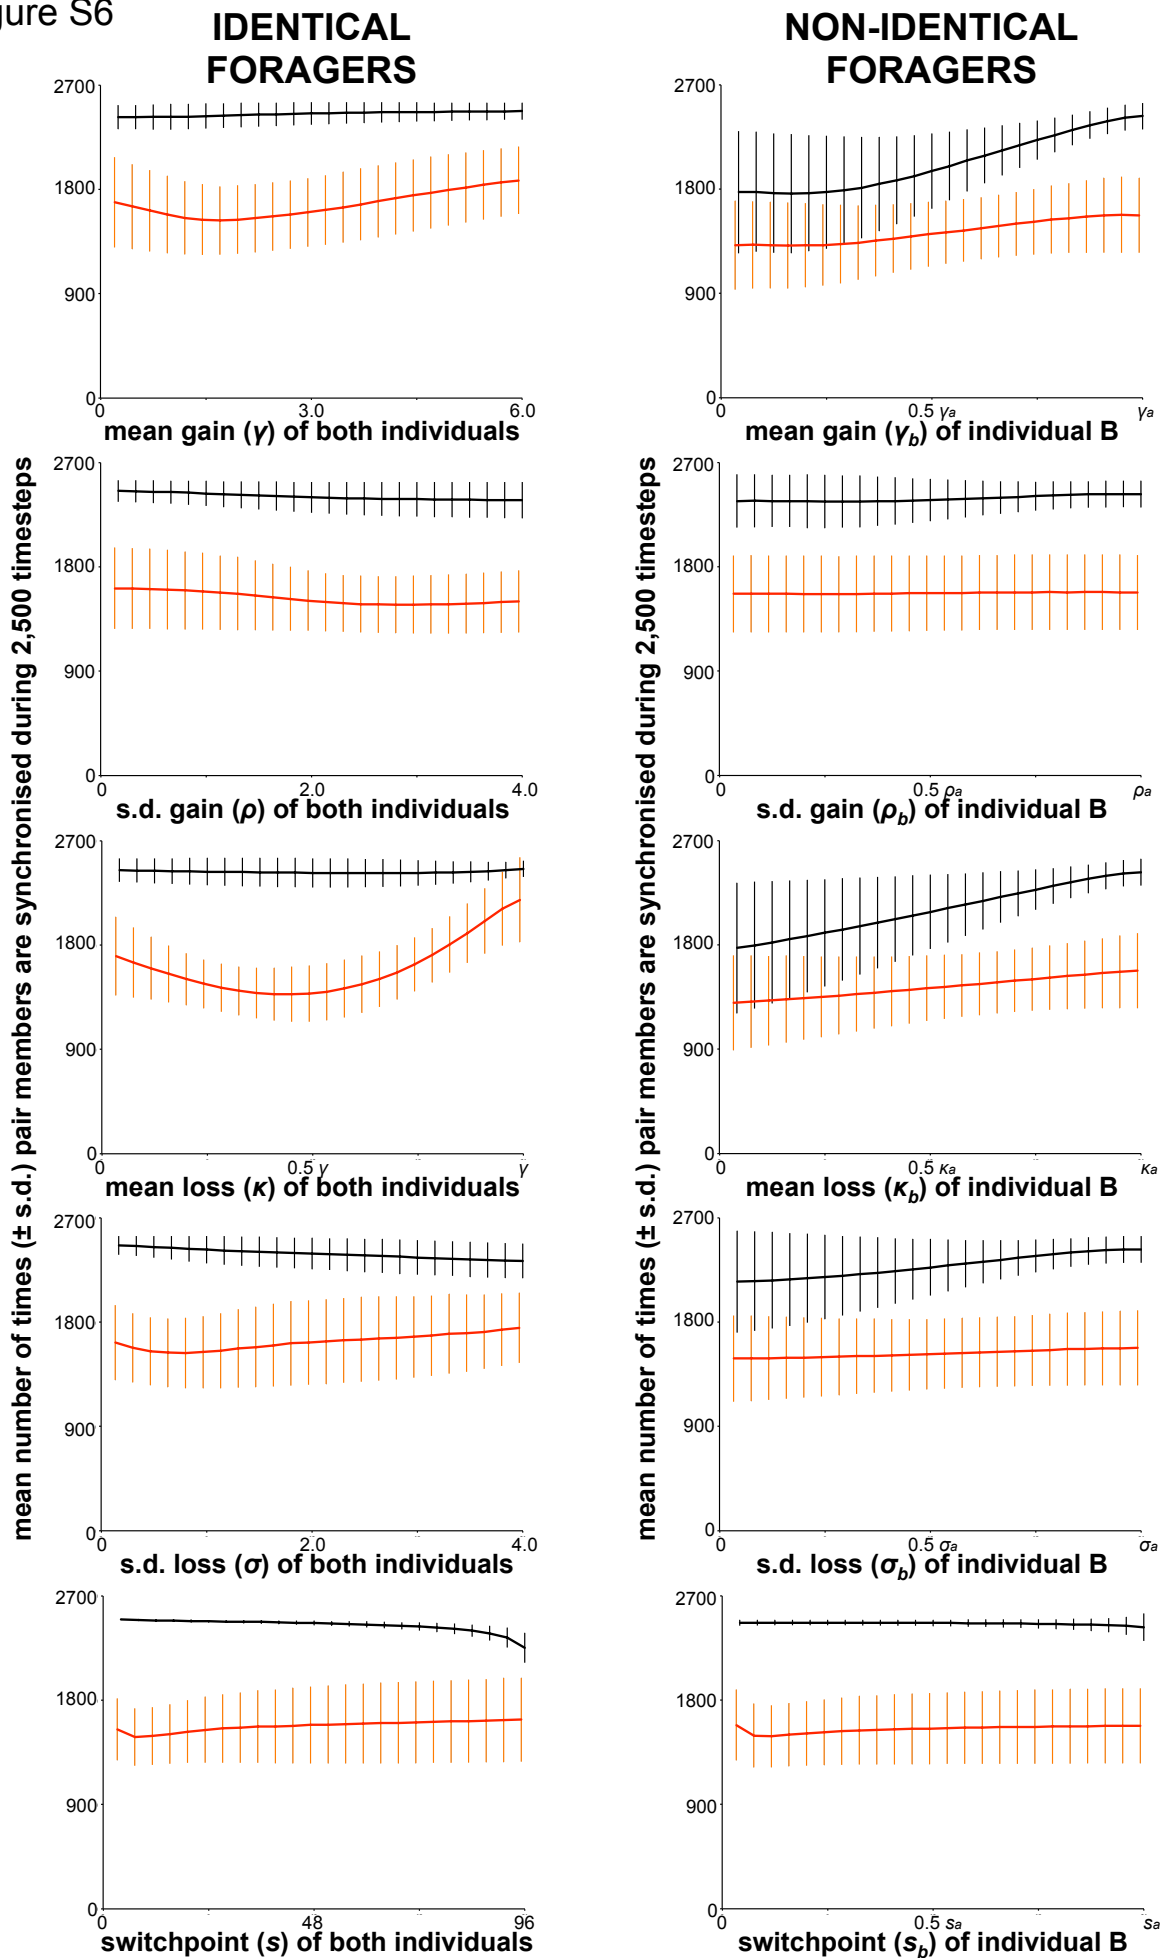 gure S6
IDENTICAL
FORAGERS
NON-IDENTICAL
FORAGERS
mean number of times (± s.d.) pair members are synchronised during 2,500 timesteps
mean number of times (± s.d.) pair members are synchronised during 2,500 timesteps
2700
1800
900
0
0 3.0 6.0
mean gain (γ) of both individuals
2700
1800
900
0
0 0.5 γa γa
mean gain (γb) of individual B
2700
1800
900
0
0 2.0 4.0
s.d. gain (ρ) of both individuals
2700
1800
900
0
0 0.5 ρa ρa
s.d. gain (ρb) of individual B
2700
1800
900
0
0 0.5 γ γ
mean loss (κ) of both individuals
2700
1800
900
0
0 0.5 κa κa
mean loss (κb) of individual B
2700
1800
900
0
0 2.0 4.0
s.d. loss (σ) of both individuals
2700
1800
900
0
0 0.5 σa σa
s.d. loss (σb) of individual B
2700
1800
900
0
0 48 96
switchpoint (s) of both individuals
2700
1800
900
0
0 0.5 sa sa
switchpoint (sb) of individual B